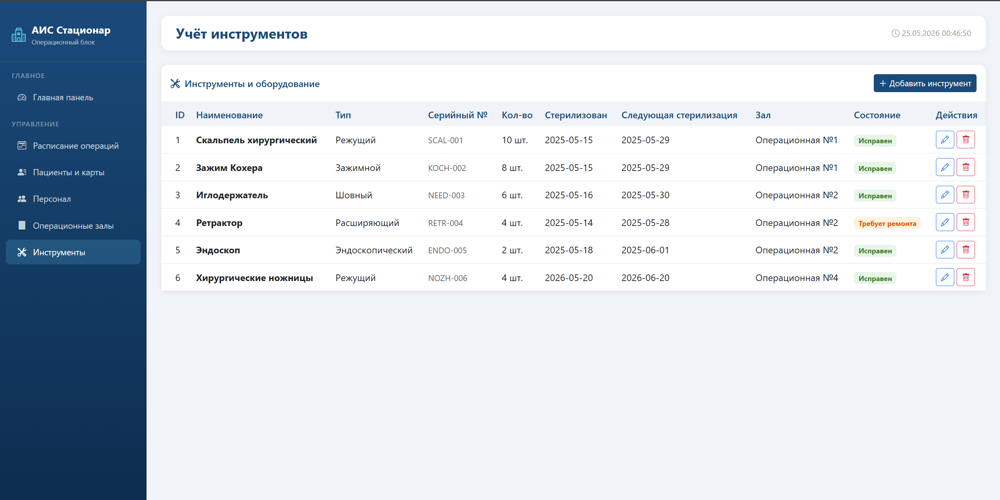 АИС Стационар
Операционный блок
ГЛАВНОЕ
Главная панель
УПРАВЛЕНИЕ
Расписание операций
Пациенты и карты
Персонал
Операционные залы
Инструменты
Учёт инструментов
25.05.2026 00:46:50
Инструменты и оборудование
+ Добавить инструмент
ID Наименование Тип Серийный № Кол-во Стерилизован Следующая стерилизация Зал Состояние Действия
1 Скальпель хирургический Режущий SCAL-001 10 шт. 2025-05-15 2025-05-29 Операционная №1 Исправен
2 Зажим Кохера Зажимной KOCH-002 8 шт. 2025-05-15 2025-05-29 Операционная №1 Исправен
3 Иглодержатель Шовный NEED-003 6 шт. 2025-05-16 2025-05-30 Операционная №2 Исправен
4 Ретрактор Расширяющий RETR-004 4 шт. 2025-05-14 2025-05-28 Операционная №2 Требует ремонта
5 Эндоскоп Эндоскопический ENDO-005 2 шт. 2025-05-18 2025-06-01 Операционная №2 Исправен
6 Хирургические ножницы Режущий NOZH-006 4 шт. 2026-05-20 2026-06-20 Операционная №4 Исправен